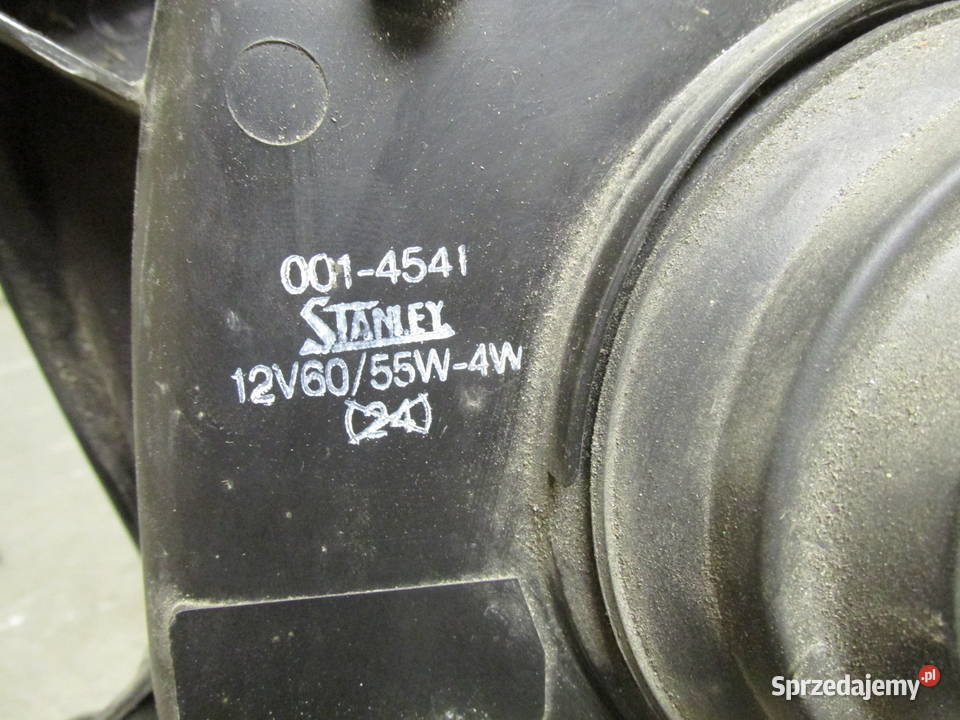 001-4541
STANLEY
12V60/55W-4W
24
Sprzedajemy.pl